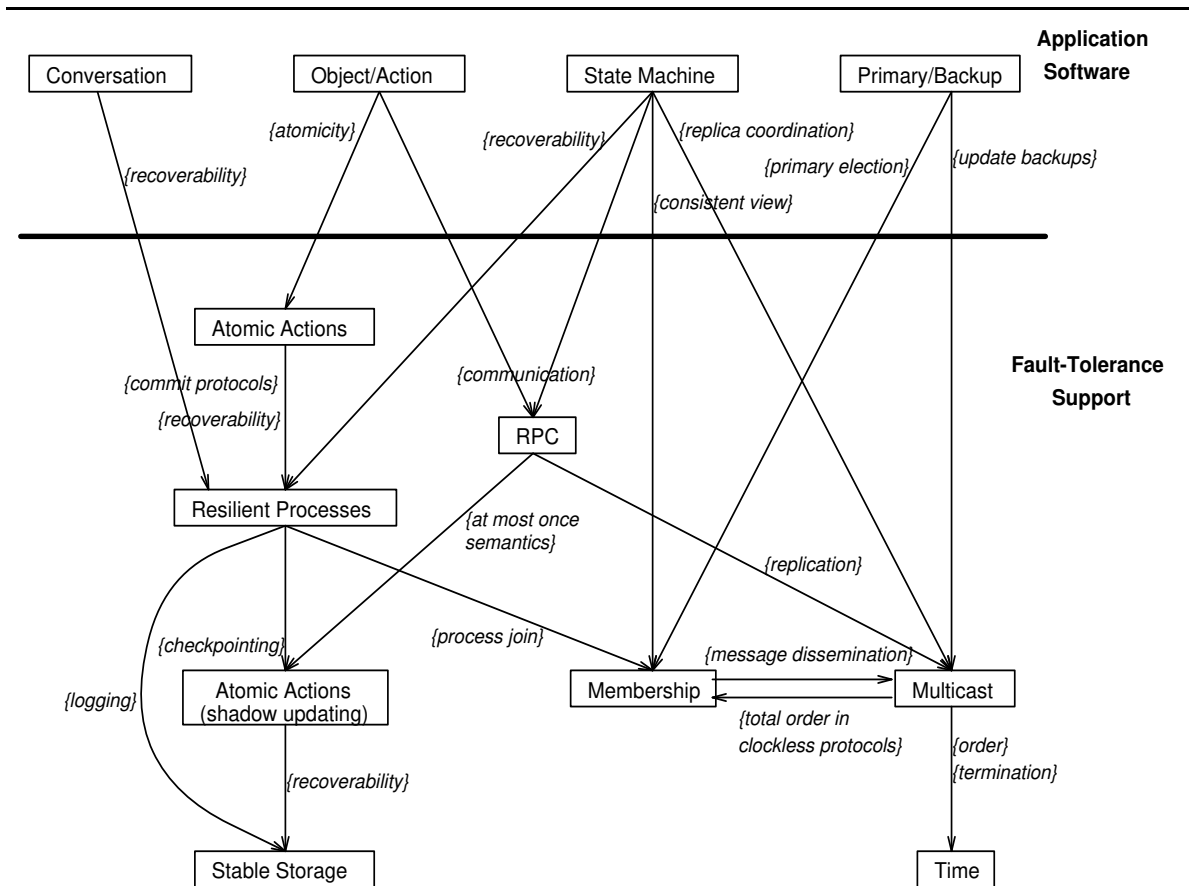 Application
Software
Conversation
Object/Action
State Machine
Primary/Backup
{atomicity}
{recoverability}
{replica coordination}
{primary election}
{update backups}
{recoverability}
{consistent view}
Atomic Actions
Fault-Tolerance
Support
{commit protocols}
{communication}
{recoverability}
RPC
Resilient Processes
{at most once
semantics}
{replication}
{checkpointing}
{process join}
{message dissemination}
Atomic Actions
(shadow updating)
Membership
Multicast
{logging}
{total order in
clockless protocols}
{order}
{termination}
{recoverability}
Stable Storage
Time